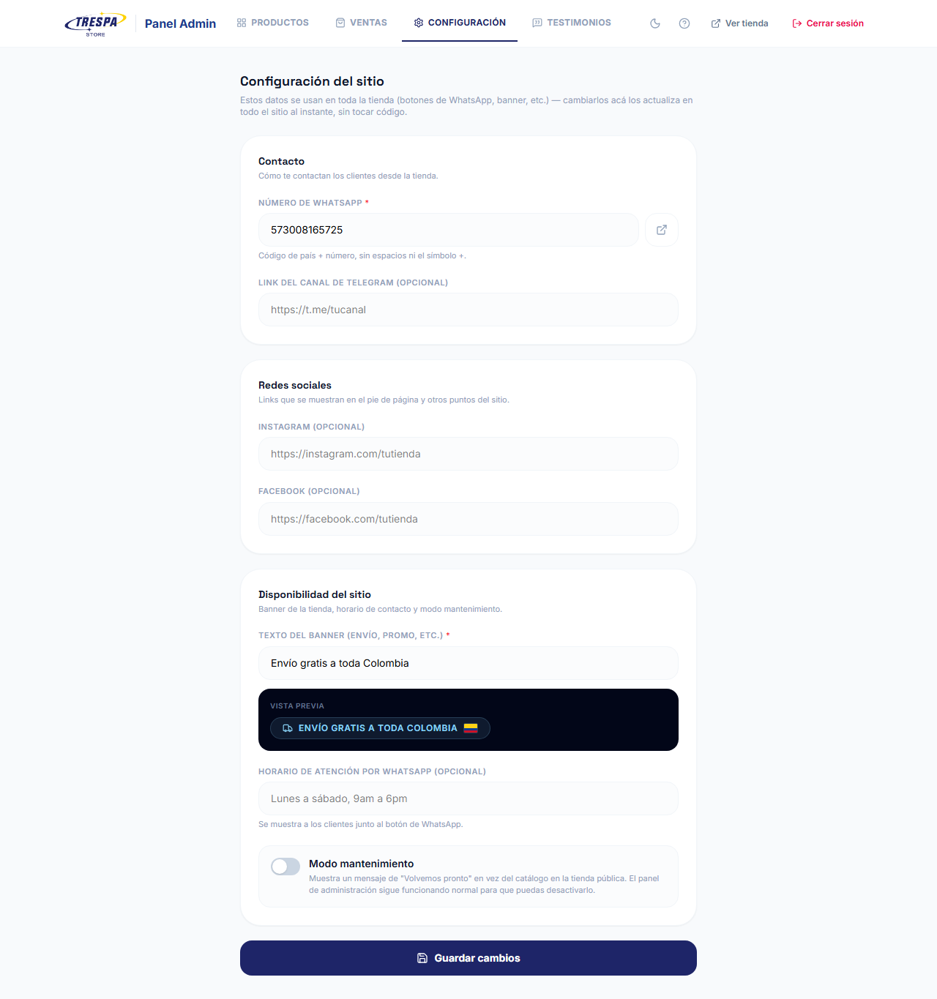 TRESPA
STORE
Panel Admin
PRODUCTOS
VENTAS
CONFIGURACIÓN
TESTIMONIOS
Ver tienda
Cerrar sesión
Configuración del sitio
Estos datos se usan en toda la tienda (botones de WhatsApp, banner, etc.) — cambiarlos acá los actualiza en
todo el sitio al instante, sin tocar código.
Contacto
Cómo te contactan los clientes desde la tienda.
NÚMERO DE WHATSAPP *
573008165725
Código de país + número, sin espacios ni el símbolo +.
LINK DEL CANAL DE TELEGRAM (OPCIONAL)
https://t.me/tucanal
Redes sociales
Links que se muestran en el pie de página y otros puntos del sitio.
INSTAGRAM (OPCIONAL)
https://instagram.com/tutienda
FACEBOOK (OPCIONAL)
https://facebook.com/tutienda
Disponibilidad del sitio
Banner de la tienda, horario de contacto y modo mantenimiento.
TEXTO DEL BANNER (ENVÍO, PROMO, ETC.) *
Envío gratis a toda Colombia
VISTA PREVIA
ENVÍO GRATIS A TODA COLOMBIA
HORARIO DE ATENCIÓN POR WHATSAPP (OPCIONAL)
Lunes a sábado, 9am a 6pm
Se muestra a los clientes junto al botón de WhatsApp.
Modo mantenimiento
Muestra un mensaje de "Volvemos pronto" en vez del catálogo en la tienda pública. El panel
de administración sigue funcionando normal para que puedas desactivarlo.
Guardar cambios